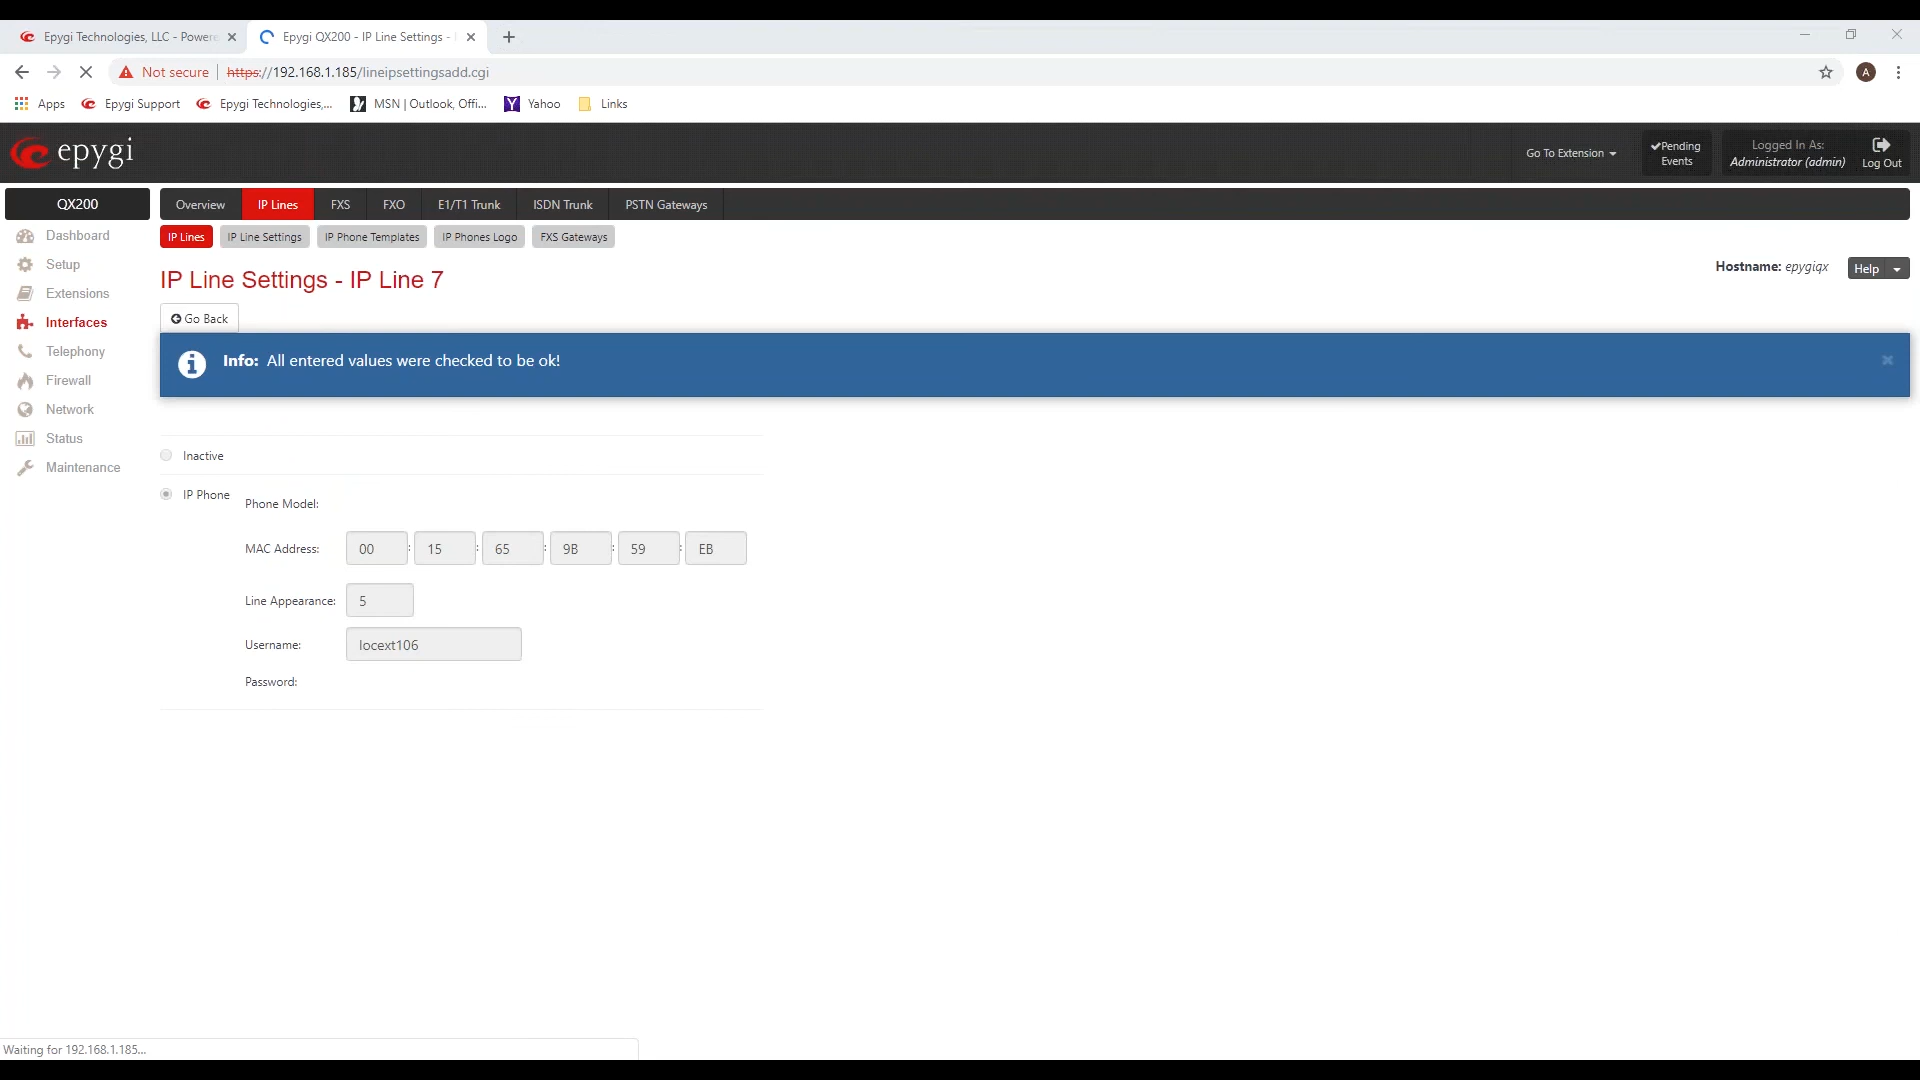 Epygi Technologies, LLC - Powere
Epygi QX200 - IP Line Settings -
Not secure | https://192.168.1.185/lineipsettingsadd.cgi
A
Apps
Epygi Support
Epygi Technologies,...
MSN | Outlook, Offi...
Yahoo
Links
epygi
Go To Extension
Pending Events
Logged In As:
Administrator (admin)
Log Out
QX200
Overview
IP Lines
FXS
FXO
E1/T1 Trunk
ISDN Trunk
PSTN Gateways
Dashboard
Setup
Extensions
Interfaces
Telephony
Firewall
Network
Status
Maintenance
IP Lines
IP Line Settings
IP Phone Templates
IP Phones Logo
FXS Gateways
IP Line Settings - IP Line 7
Hostname: epygiqx
Help
Go Back
Info: All entered values were checked to be ok!
Inactive
IP Phone
Phone Model:
MAC Address: 00 : 15 : 65 : 9B : 59 : EB
Line Appearance: 5
Username: locext106
Password:
Waiting for 192.168.1.185...